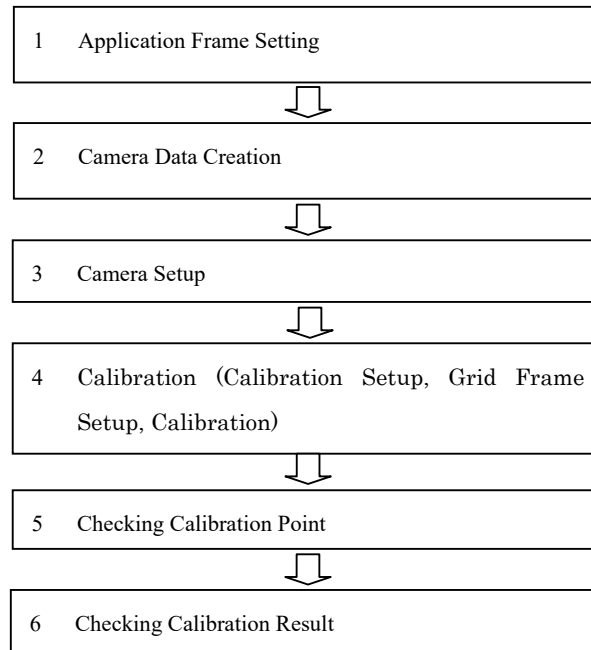 1 Application Frame Setting
2 Camera Data Creation
3 Camera Setup
4 Calibration (Calibration Setup, Grid Frame
Setup, Calibration)
5 Checking Calibration Point
6 Checking Calibration Result